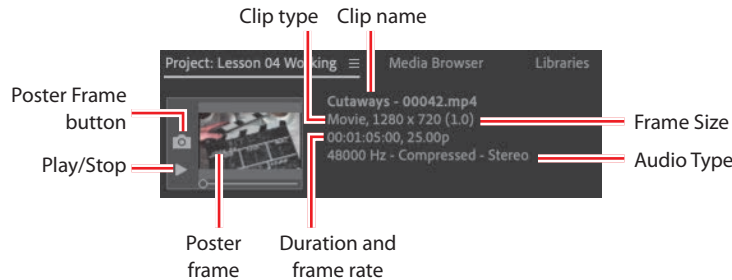 Clip type Clip name
Project: Lesson 04 Working Media Browser Libraries
Poster Frame
button
Cutaways - 00042.mp4
Movie, 1280 x 720 (1.0)
Frame Size
00:01:05:00, 25.00p
Play/Stop
48000 Hz - Compressed - Stereo
Audio Type
Poster
frame
Duration and
frame rate